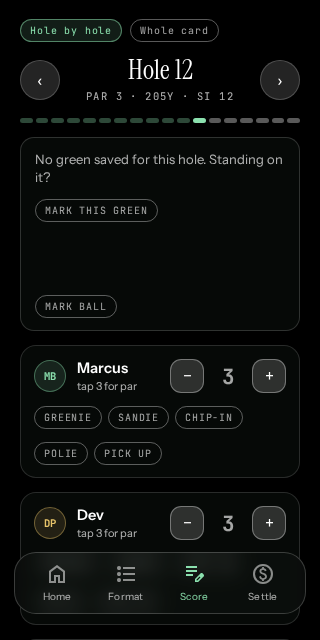 Hole by hole
Whole card
‹
Hole 12
›
PAR 3 · 205Y · SI 12
No green saved for this hole. Standing on
it?
MARK THIS GREEN
MARK BALL
MB
Marcus
tap 3 for par
−
3
+
GREENIE
SANDIE
CHIP-IN
POLIE
PICK UP
DP
Dev
tap 3 for par
−
3
+
Home
Format
Score
Settle